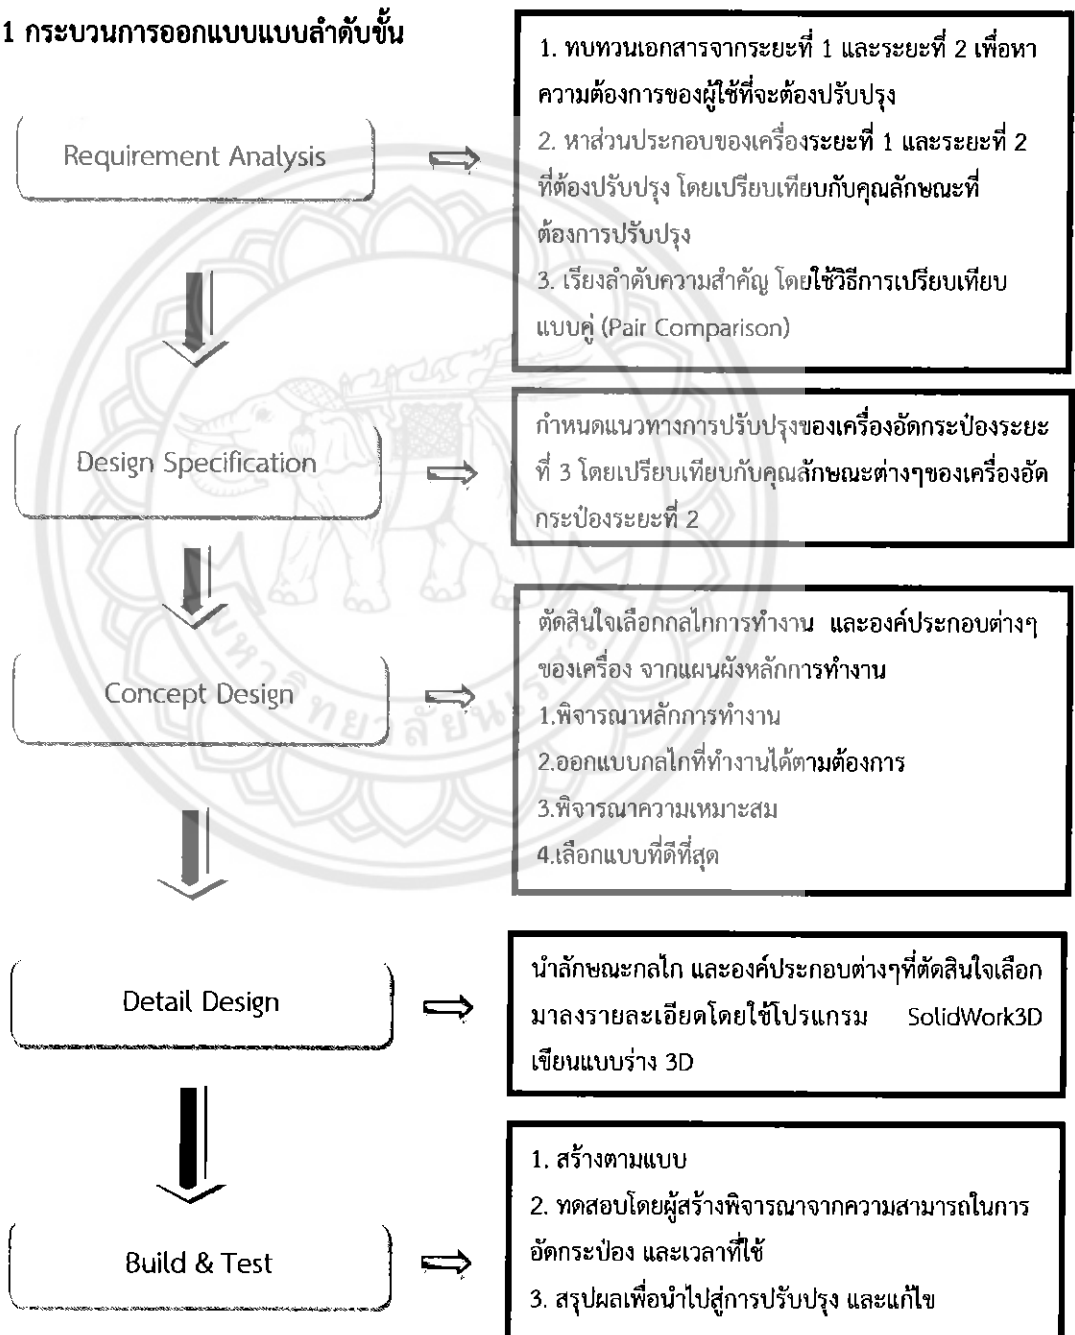 1 กระบวนการออกแบบแบบลำดับขั้น
Requirement Analysis
1. ทบทวนเอกสารจากระยะที่ 1 และระยะที่ 2 เพื่อหา
ความต้องการของผู้ใช้ที่จะต้องปรับปรุง
2. หาส่วนประกอบของเครื่องระยะที่ 1 และระยะที่ 2
ที่ต้องปรับปรุง โดยเปรียบเทียบกับคุณลักษณะที่
ต้องการปรับปรุง
3. เรียงลำดับความสำคัญ โดยใช้วิธีการเปรียบเทียบ
แบบคู่ (Pair Comparison)
Design Specification
กำหนดแนวทางการปรับปรุงของเครื่องอัดกระป๋องระยะ
ที่ 3 โดยเปรียบเทียบกับคุณลักษณะต่างๆของเครื่องอัด
กระป๋องระยะที่ 2
Concept Design
ตัดสินใจเลือกกลไกการทำงาน และองค์ประกอบต่างๆ
ของเครื่อง จากแผนผังหลักการทำงาน
1.พิจารณาหลักการทำงาน
2.ออกแบบกลไกที่ทำงานได้ตามต้องการ
3.พิจารณาความเหมาะสม
4.เลือกแบบที่ดีที่สุด
มหาวิทยาลัยนเรศวร
Detail Design
นำลักษณะกลไก และองค์ประกอบต่างๆที่ตัดสินใจเลือก
มาลงรายละเอียดโดยใช้โปรแกรม SolidWork3D
เขียนแบบร่าง 3D
Build & Test
1. สร้างตามแบบ
2. ทดสอบโดยผู้สร้างพิจารณาจากความสามารถในการ
อัดกระป๋อง และเวลาที่ใช้
3. สรุปผลเพื่อนำไปสู่การปรับปรุง และแก้ไข